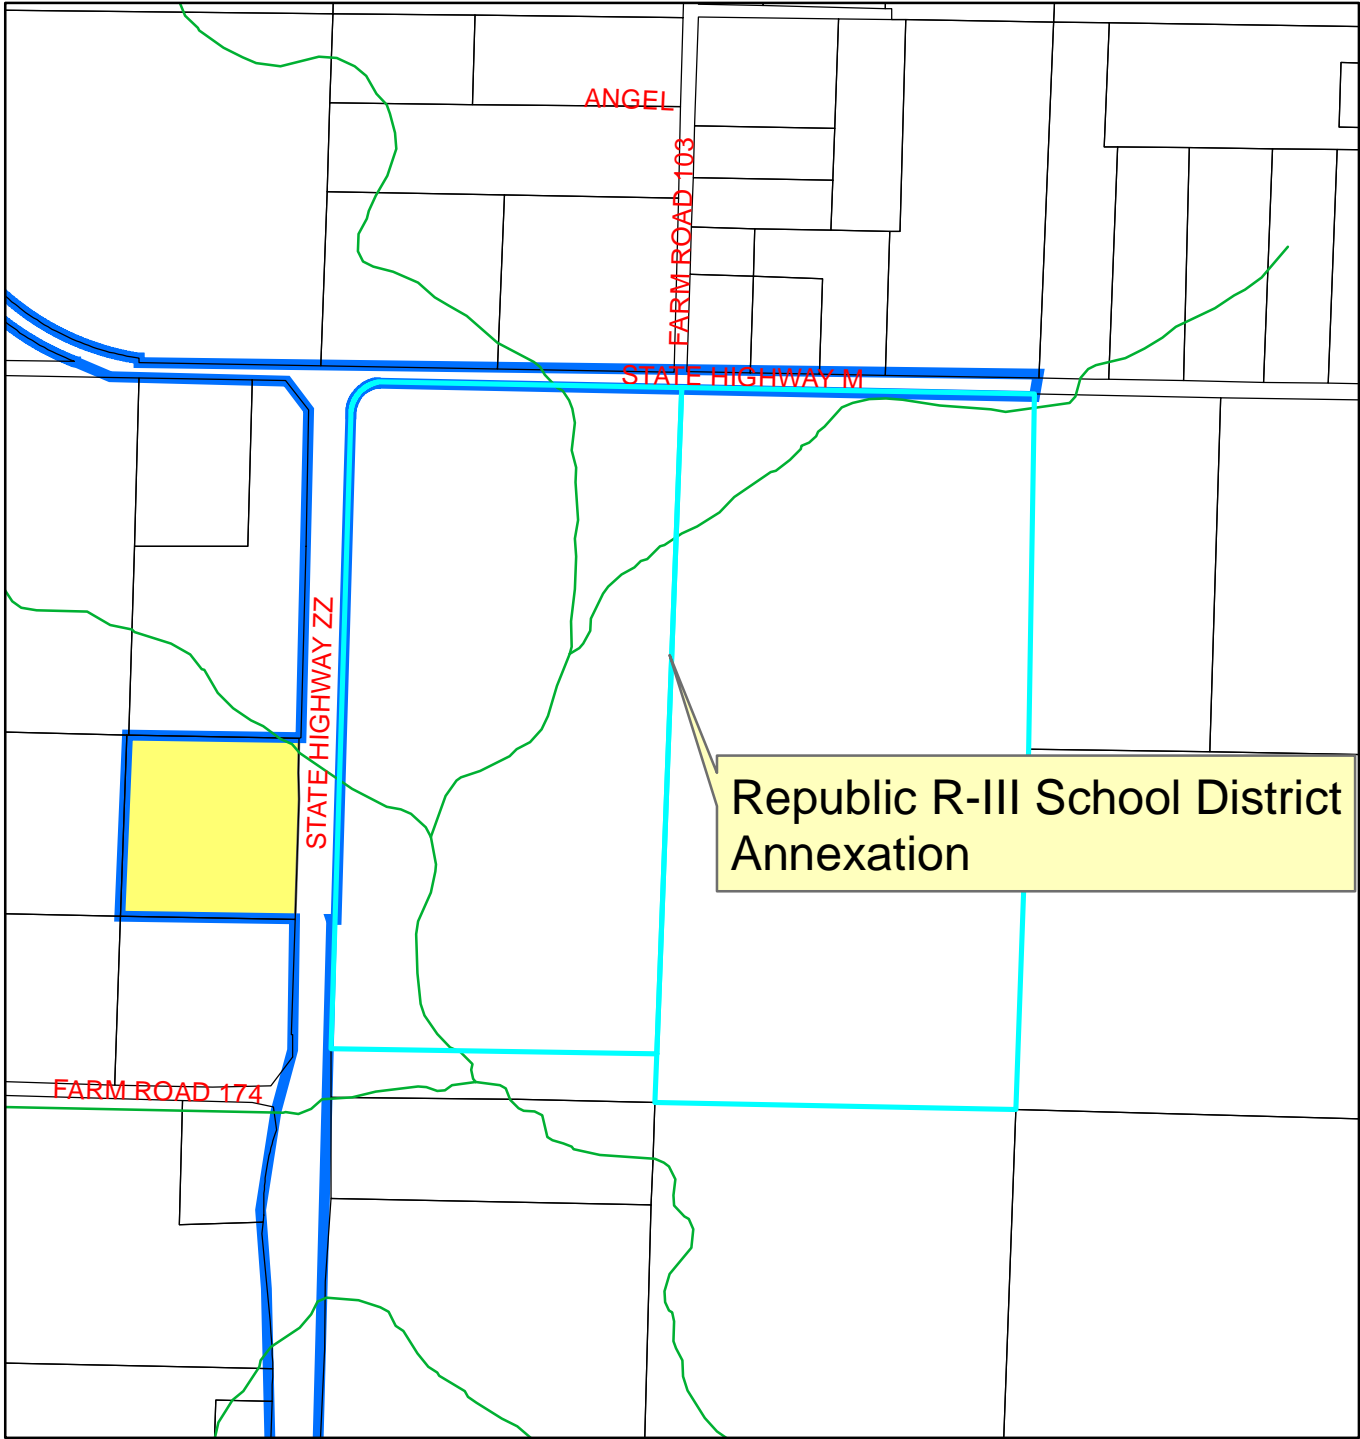 ANGEL
FARM ROAD 103
STATE HIGHWAY M
STATE HIGHWAY ZZ
Republic R-III School District
Annexation
FARM ROAD 174